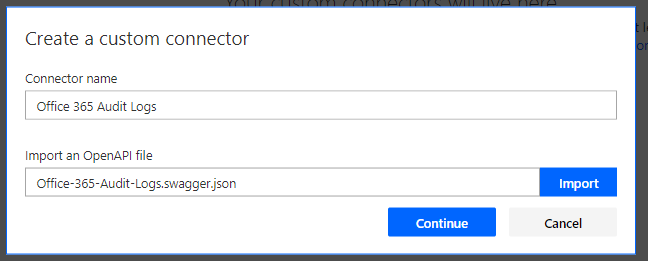 Your custom connectors will live here
Create a custom connector
Connector name
Office 365 Audit Logs
Import an OpenAPI file
Office-365-Audit-Logs.swagger.json
Import
Continue
Cancel